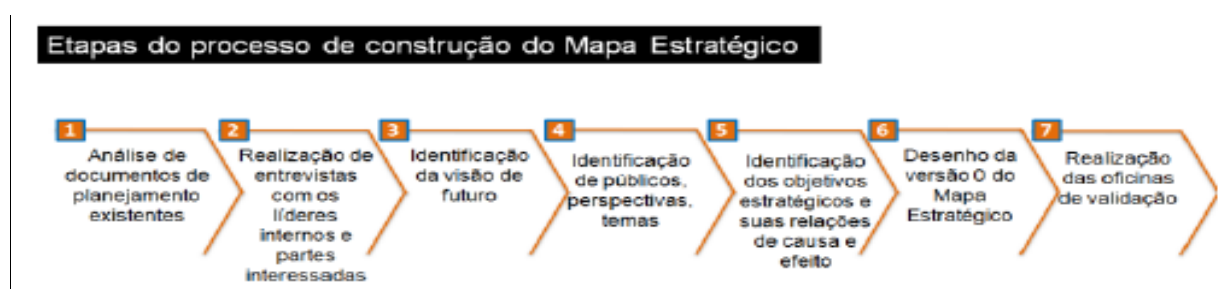 Etapas do processo de construção do Mapa Estratégico
1
Análise de
documentos de
planejamento
existentes
2
Realização de
entrevistas
com os
líderes
internos e
partes
interessadas
3
Identificação
da visão de
futuro
4
Identificação
de públicos,
perspectivas,
temas
5
Identificação
dos objetivos
estratégicos e
suas relações
de causa e
efeito
6
Desenho da
versão 0 do
Mapa
Estratégico
7
Realização
das oficinas
de validação